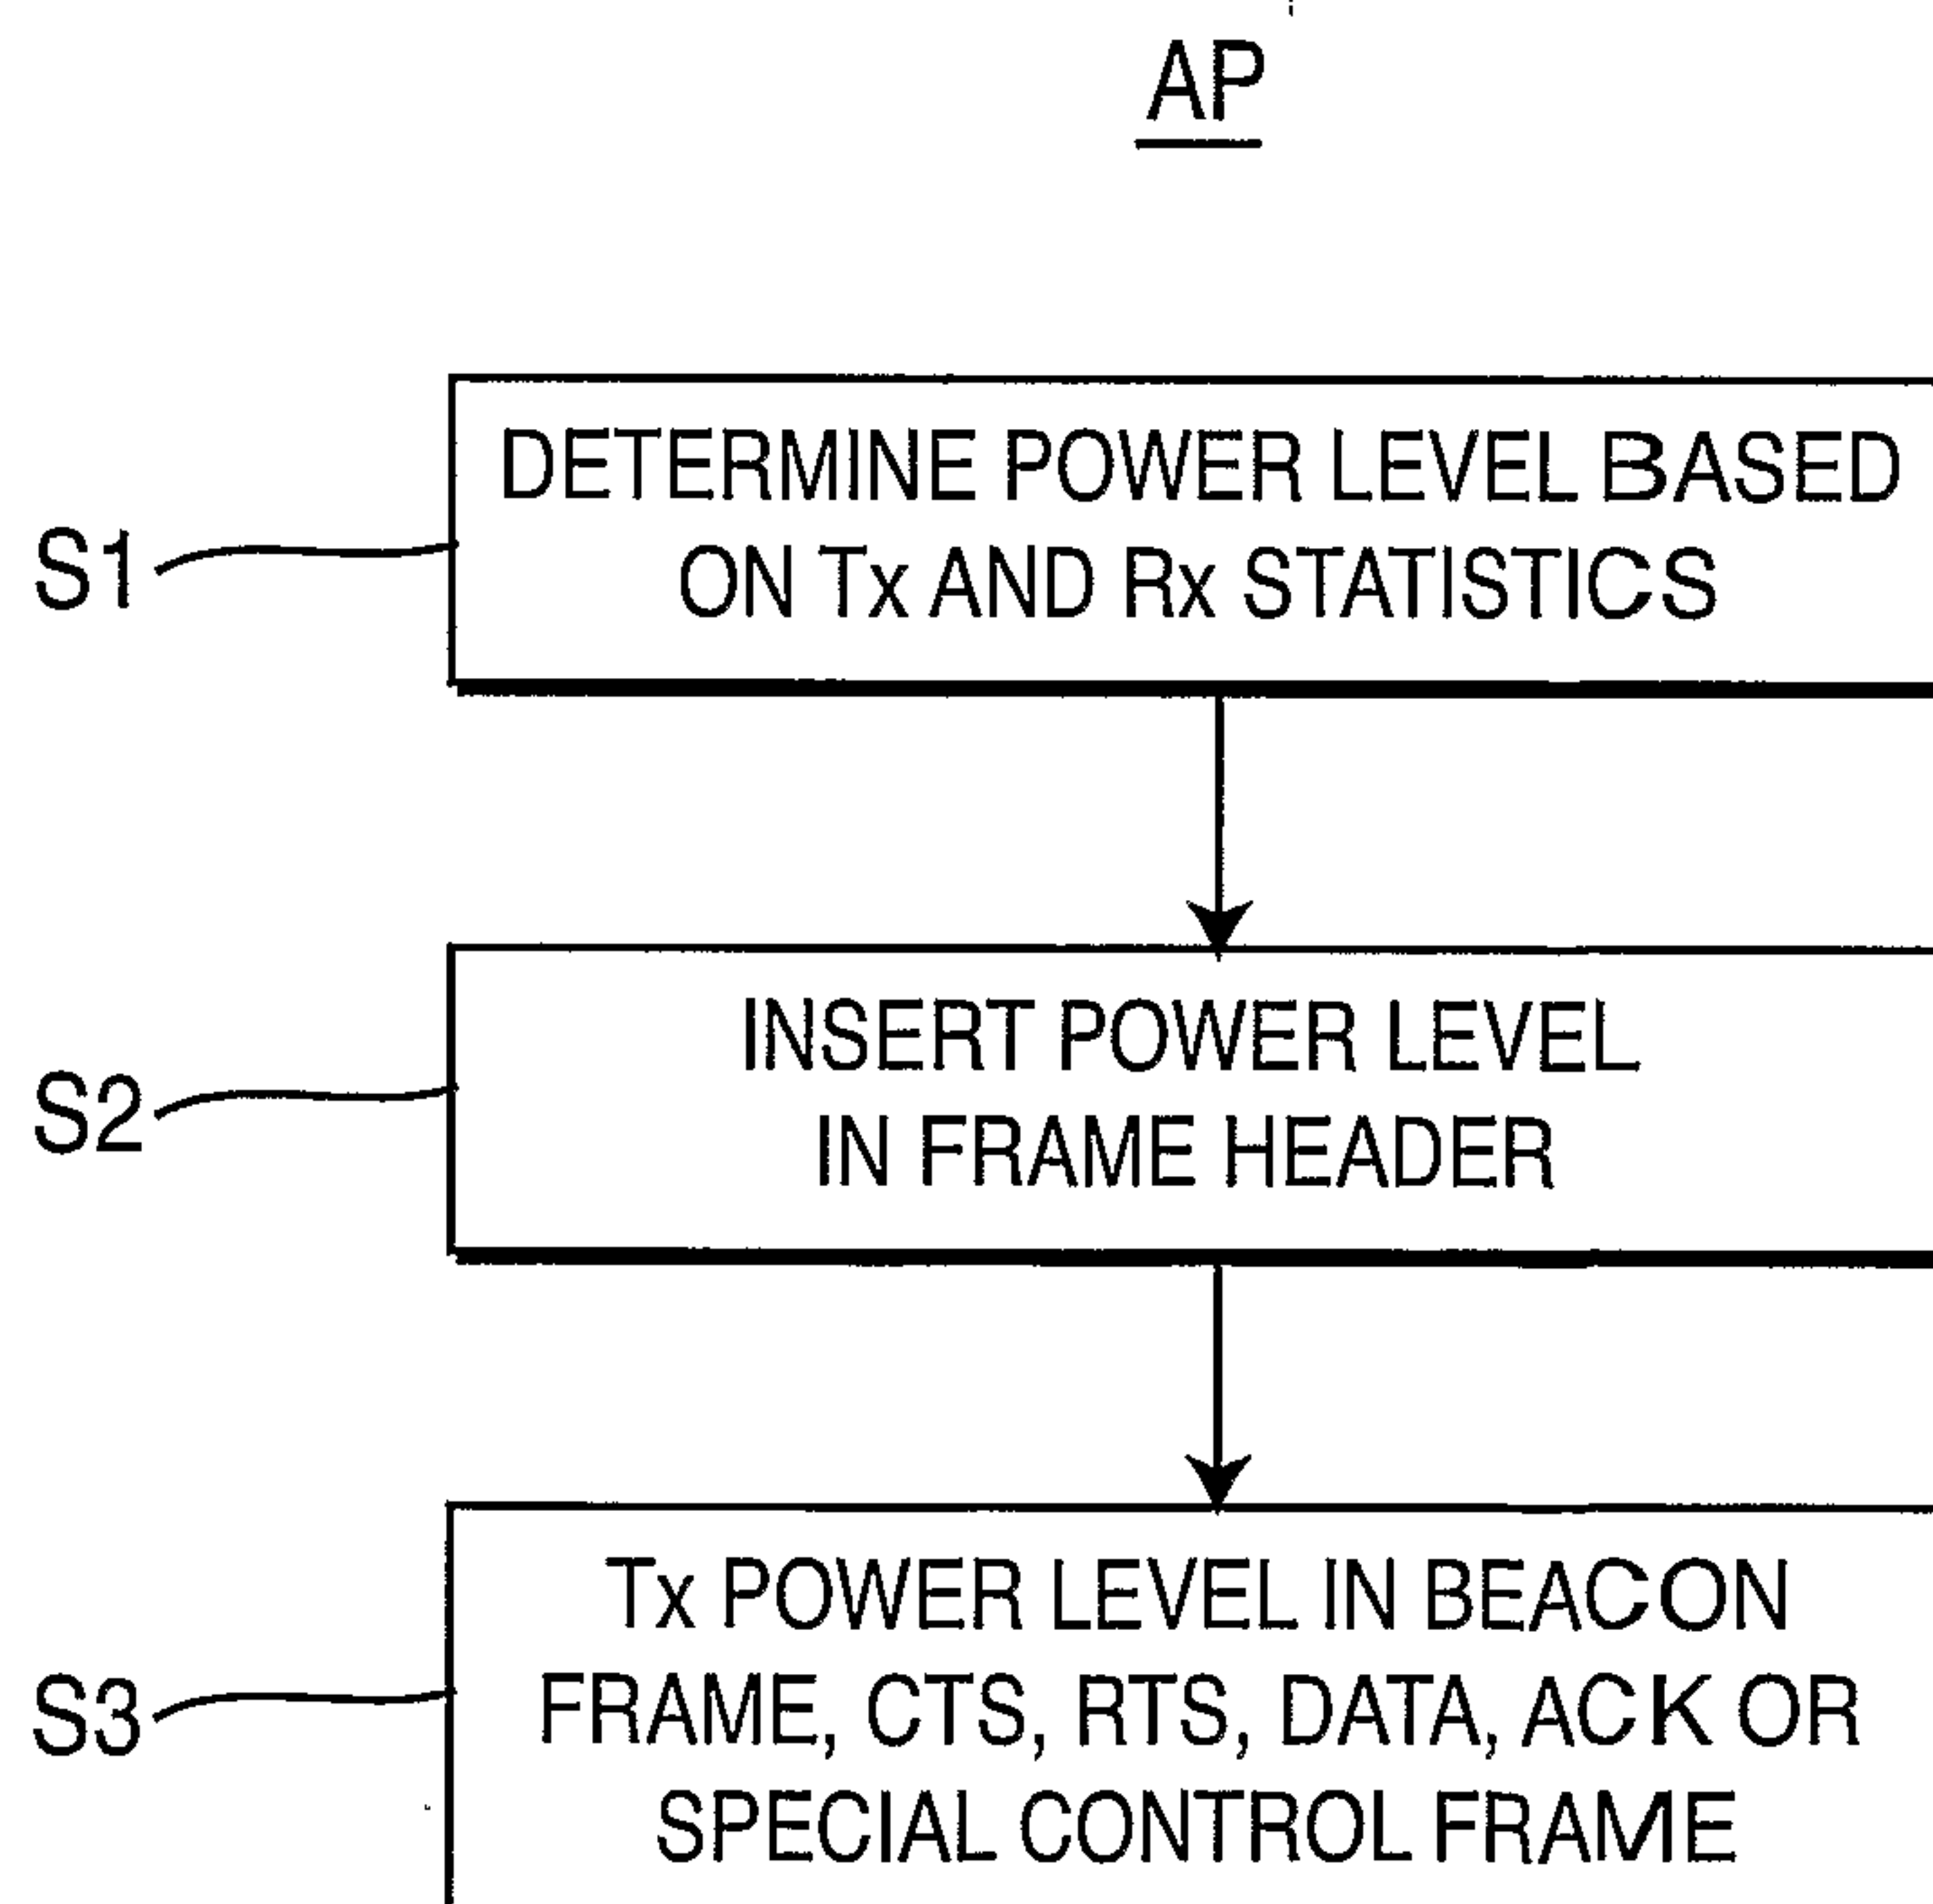 AP
S1
DETERMINE POWER LEVEL BASED
ON Tx AND Rx STATISTICS
S2
INSERT POWER LEVEL
IN FRAME HEADER
S3
Tx POWER LEVEL IN BEACON
FRAME, CTS, RTS, DATA, ACK OR
SPECIAL CONTROL FRAME